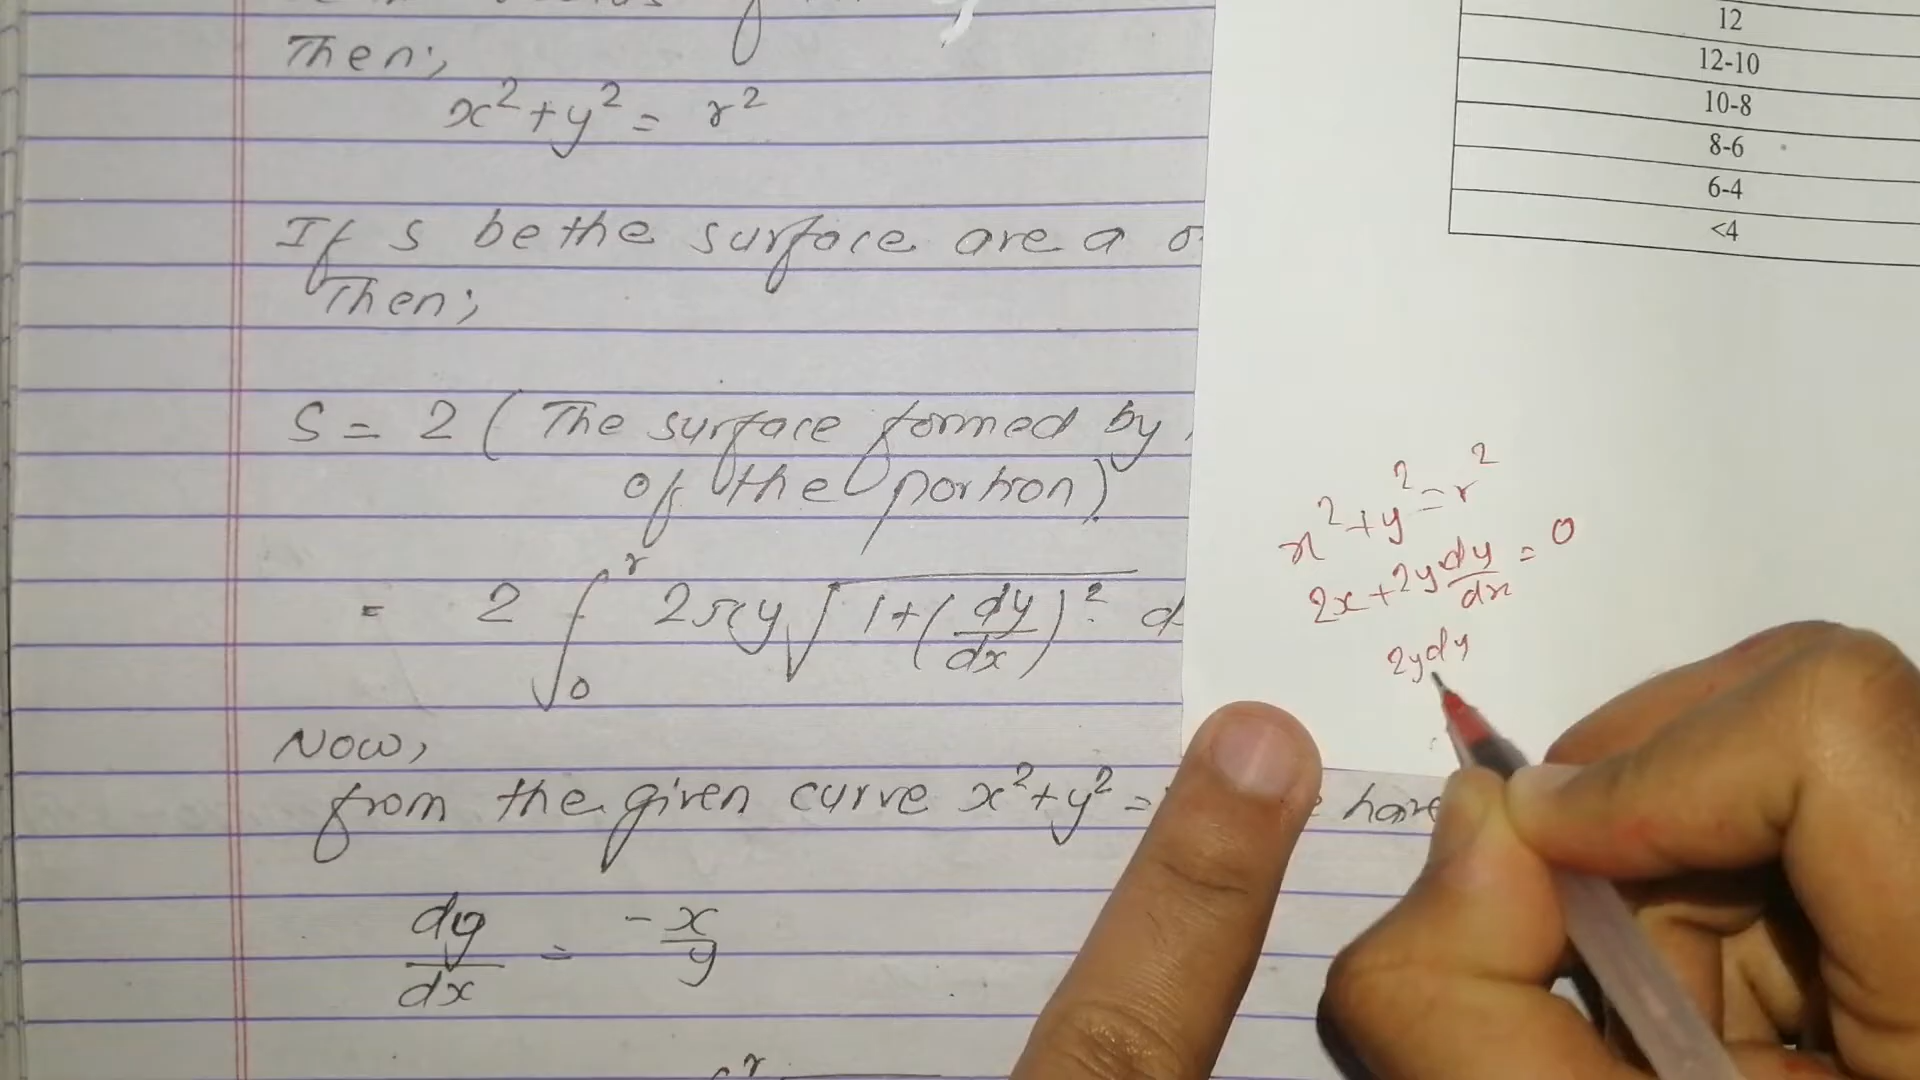 Then;
x² + y² = r²
If S be the surface area
Then;
S = 2 ( The surface formed by
of the portion)
= 2 ∫₀ʳ 2πy √1+(dy/dx)² d
Now,
from the given curve x² + y² = have
dy/dx = -x/y
r
12
12-10
10-8
8-6
6-4
<4
x² + y² = r²
2x + 2y dy/dx = 0
2y dy